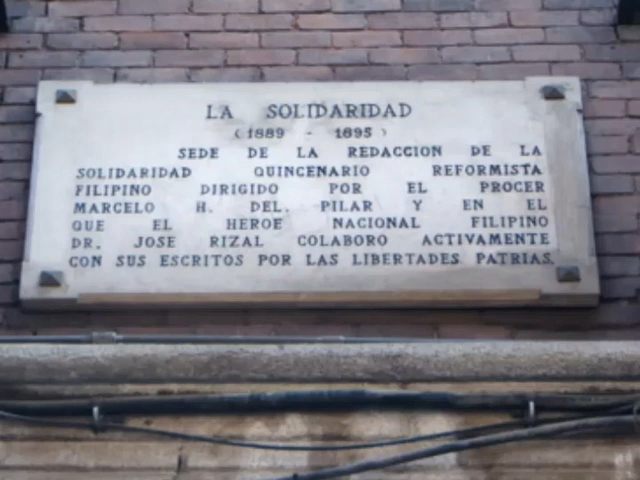 LA SOLIDARIDAD
(1889 - 1895)
SEDE DE LA REDACCION DE LA
SOLIDARIDAD QUINCENARIO REFORMISTA
FILIPINO DIRIGIDO POR EL PROCER
MARCELO H. DEL. PILAR Y EN EL
QUE EL HEROE NACIONAL FILIPINO
DR. JOSE RIZAL COLABORO ACTIVAMENTE
CON SUS ESCRITOS POR LAS LIBERTADES PATRIAS.